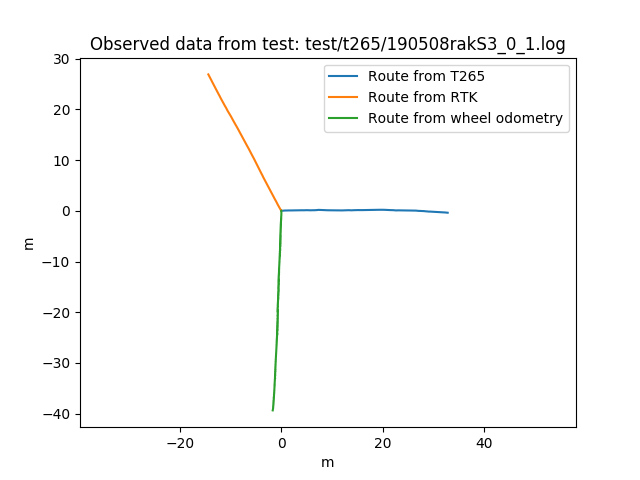 Observed data from test: test/t265/190508rakS3_0_1.log
Route from T265
Route from RTK
Route from wheel odometry
30
20
10
0
−10
−20
−30
−40
m
−20
0
20
40
m